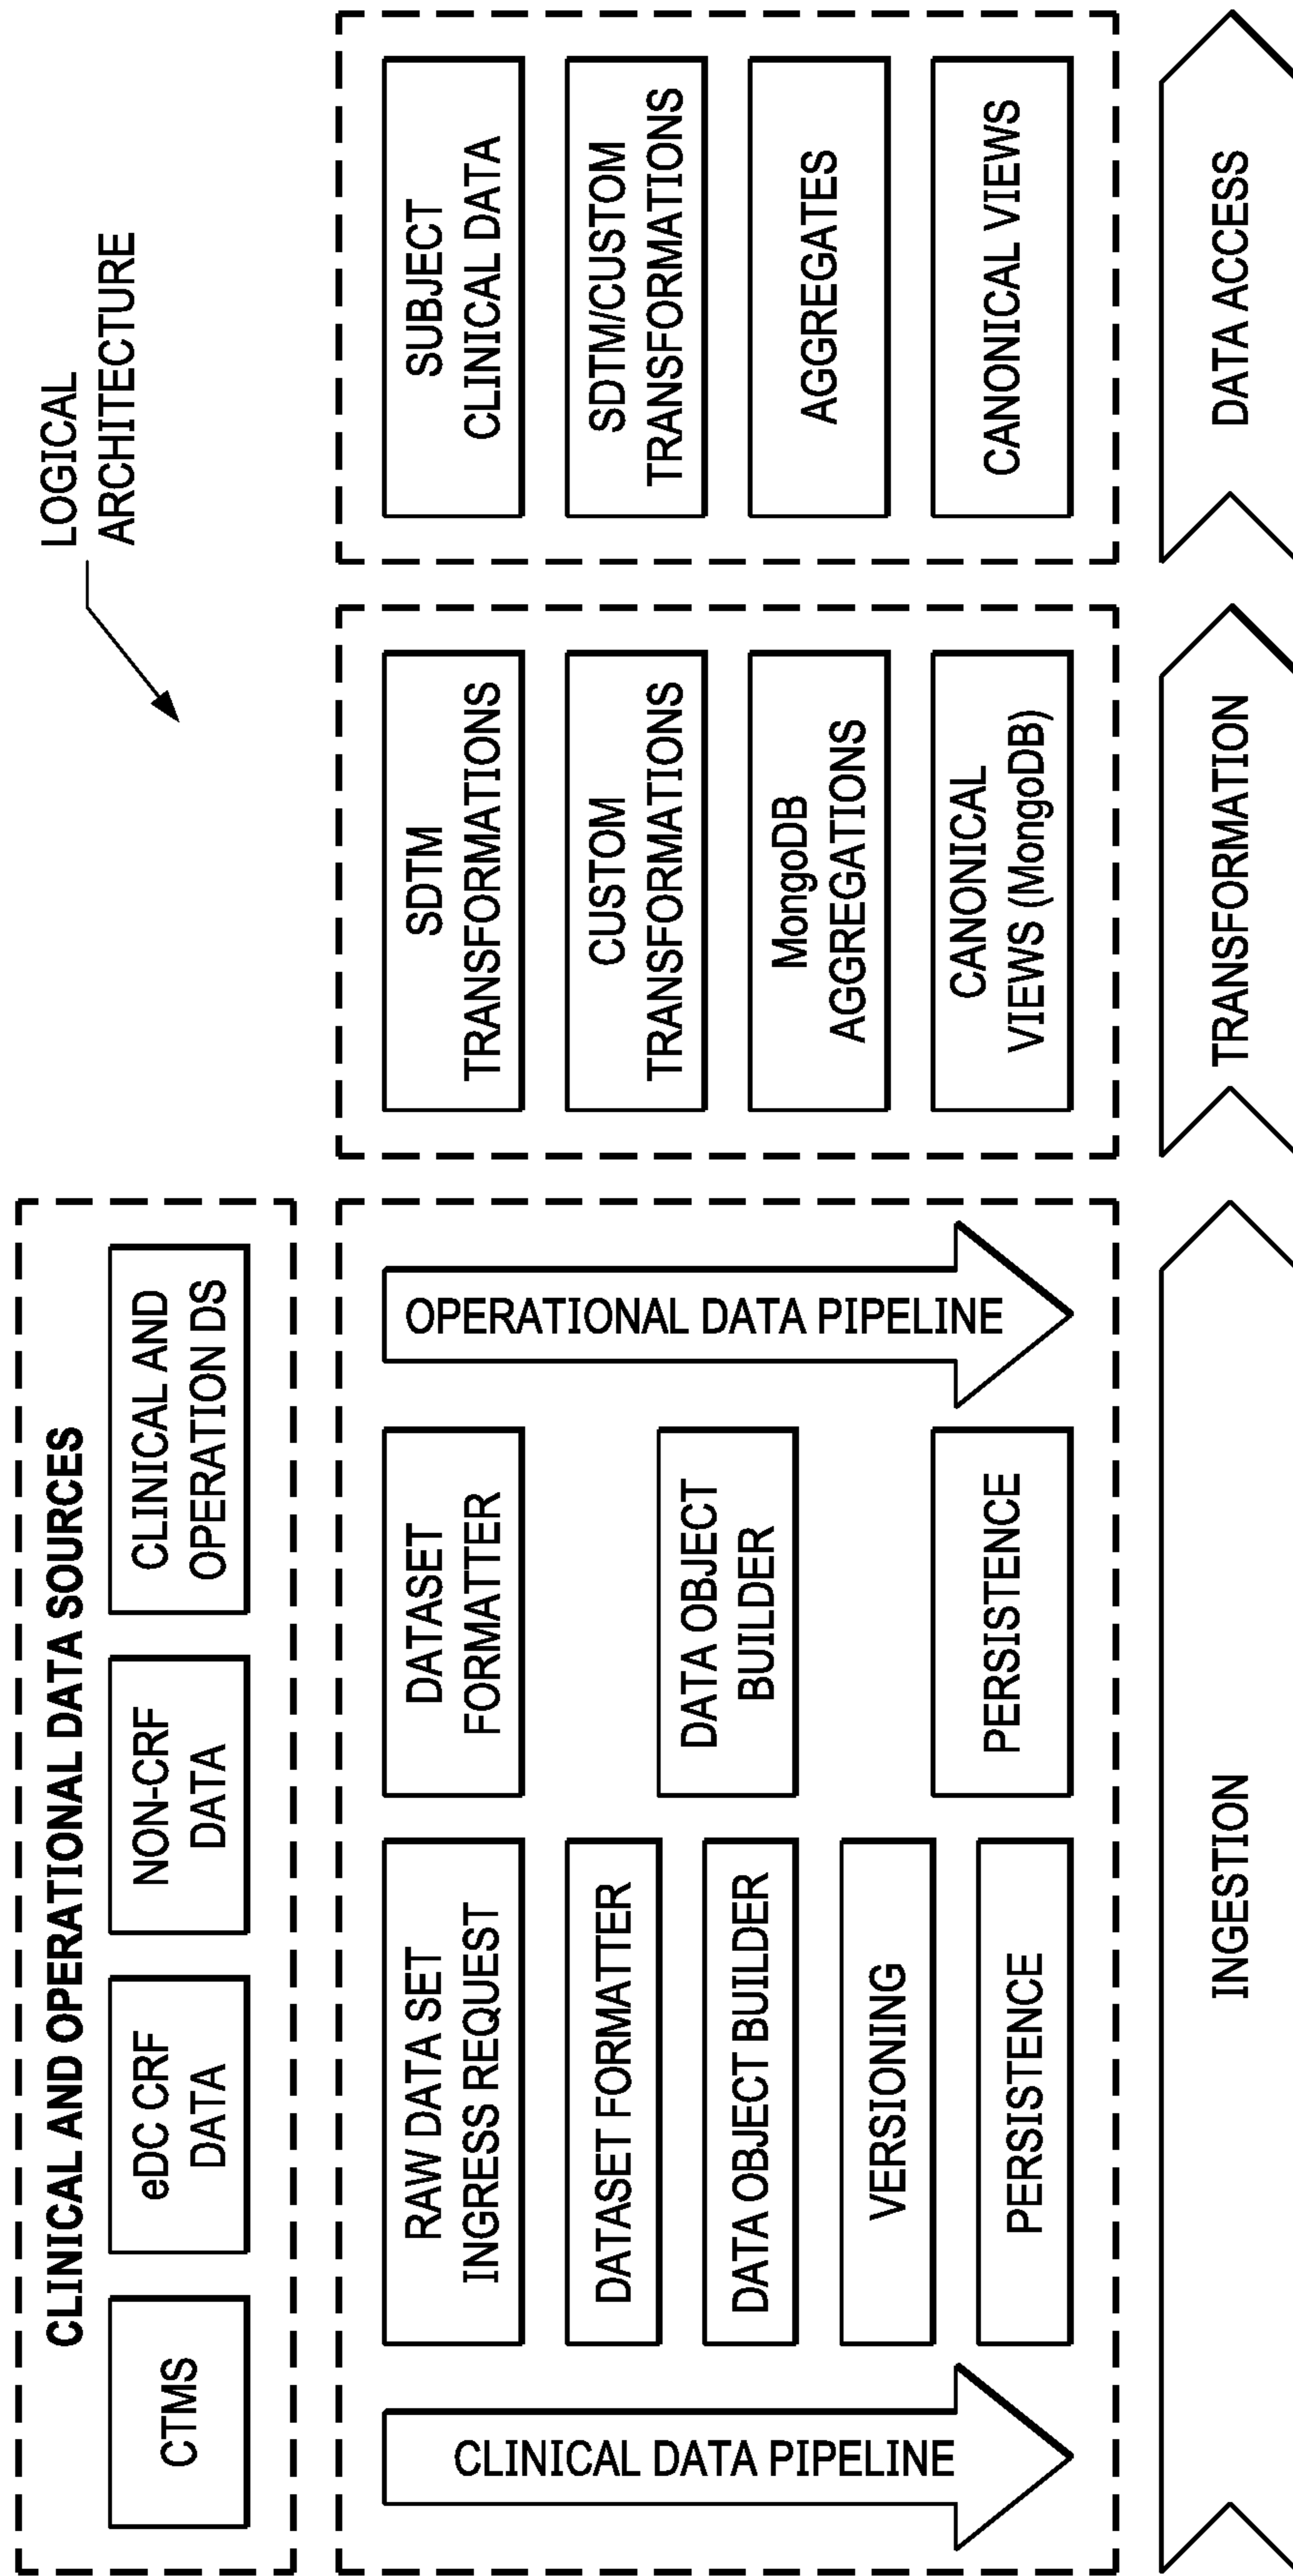 LOGICAL
ARCHITECTURE
CLINICAL AND OPERATIONAL DATA SOURCES
CTMS
eDC CRF
DATA
NON-CRF
DATA
CLINICAL AND
OPERATION DS
CLINICAL DATA PIPELINE
RAW DATA SET
INGRESS REQUEST
DATASET FORMATTER
DATA OBJECT BUILDER
VERSIONING
PERSISTENCE
DATASET
FORMATTER
DATA OBJECT
BUILDER
PERSISTENCE
OPERATIONAL DATA PIPELINE
SDTM
TRANSFORMATIONS
CUSTOM
TRANSFORMATIONS
MongoDB
AGGREGATIONS
CANONICAL
VIEWS (MongoDB)
SUBJECT
CLINICAL DATA
SDTM/CUSTOM
TRANSFORMATIONS
AGGREGATES
CANONICAL VIEWS
INGESTION
TRANSFORMATION
DATA ACCESS